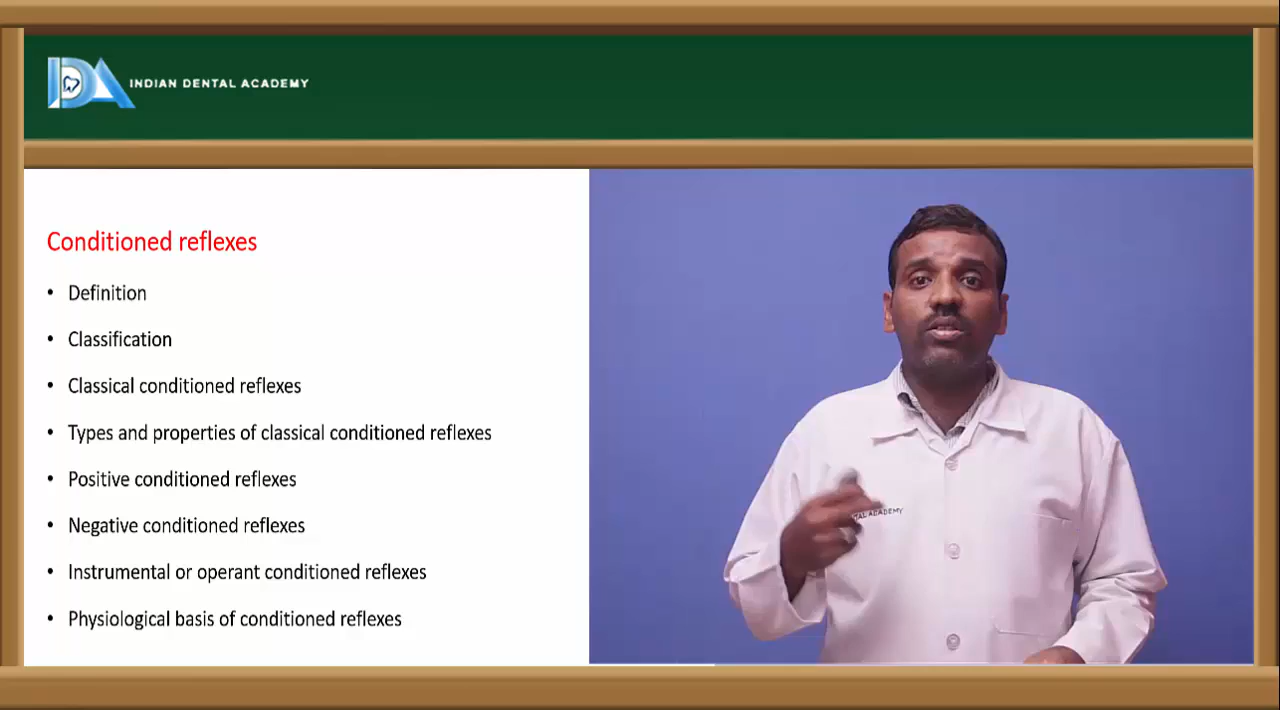 INDIAN DENTAL ACADEMY
Conditioned reflexes
• Definition
• Classification
• Classical conditioned reflexes
• Types and properties of classical conditioned reflexes
• Positive conditioned reflexes
• Negative conditioned reflexes
• Instrumental or operant conditioned reflexes
• Physiological basis of conditioned reflexes
ACADEMY